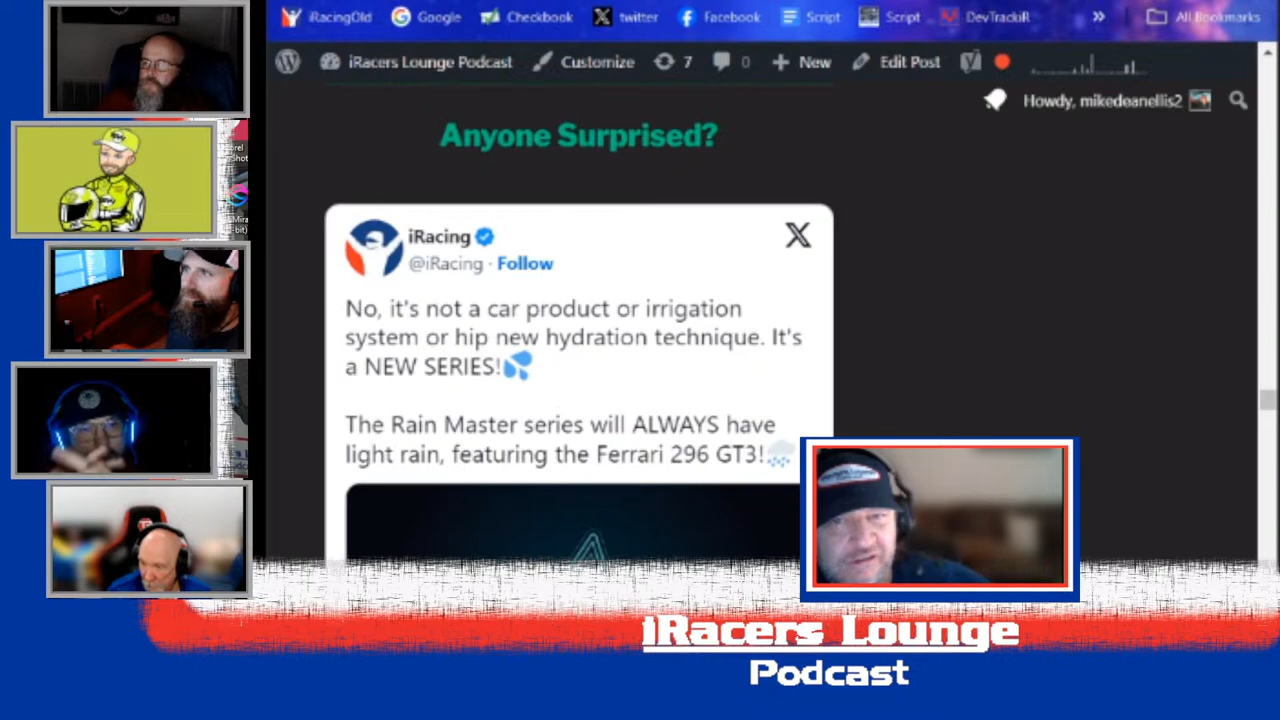 iRacingOld Google Checkbook twitter Facebook Script Script DevTrackiR » All Bookmarks
iRacers Lounge Podcast Customize 7 0 New Edit Post
Howdy, mikedeanellis2
Anyone Surprised?
iRacing
@iRacing · Follow
No, it's not a car product or irrigation
system or hip new hydration technique. It's
a NEW SERIES!💦
The Rain Master series will ALWAYS have
light rain, featuring the Ferrari 296 GT3!🌧️
iRacers Lounge
Podcast